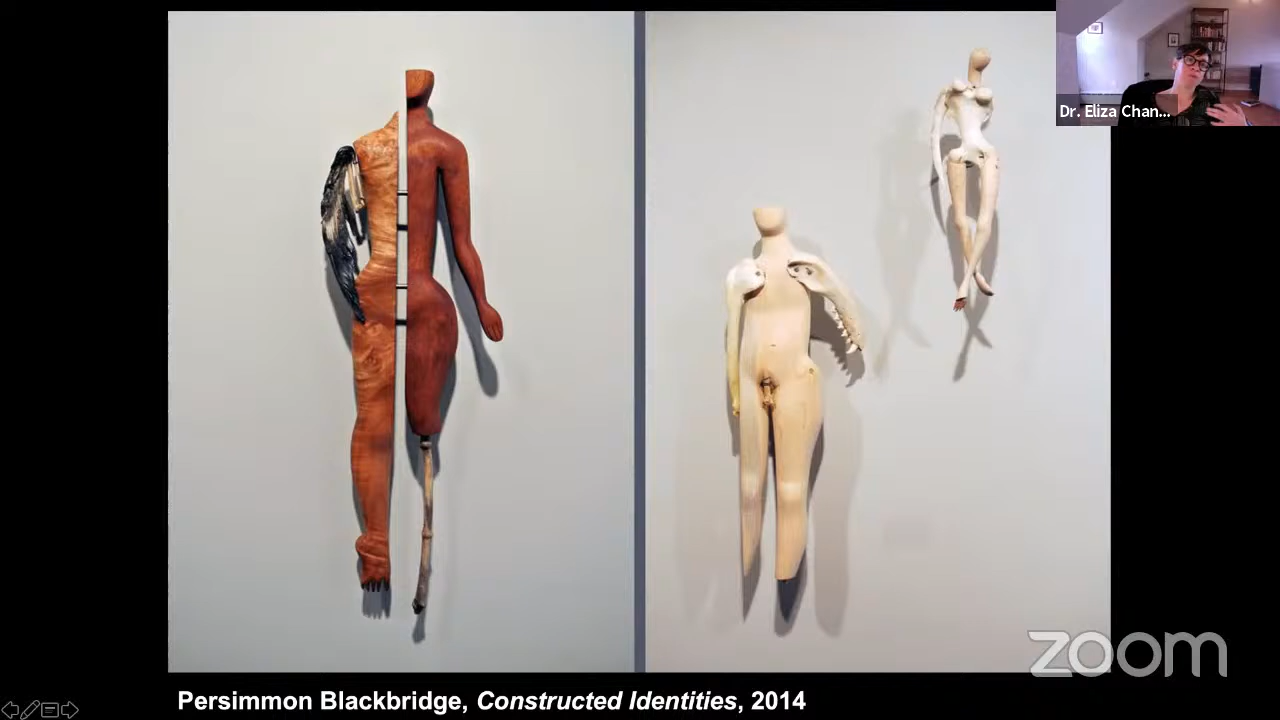 Dr. Eliza Chan...
zoom
Persimmon Blackbridge, Constructed Identities, 2014